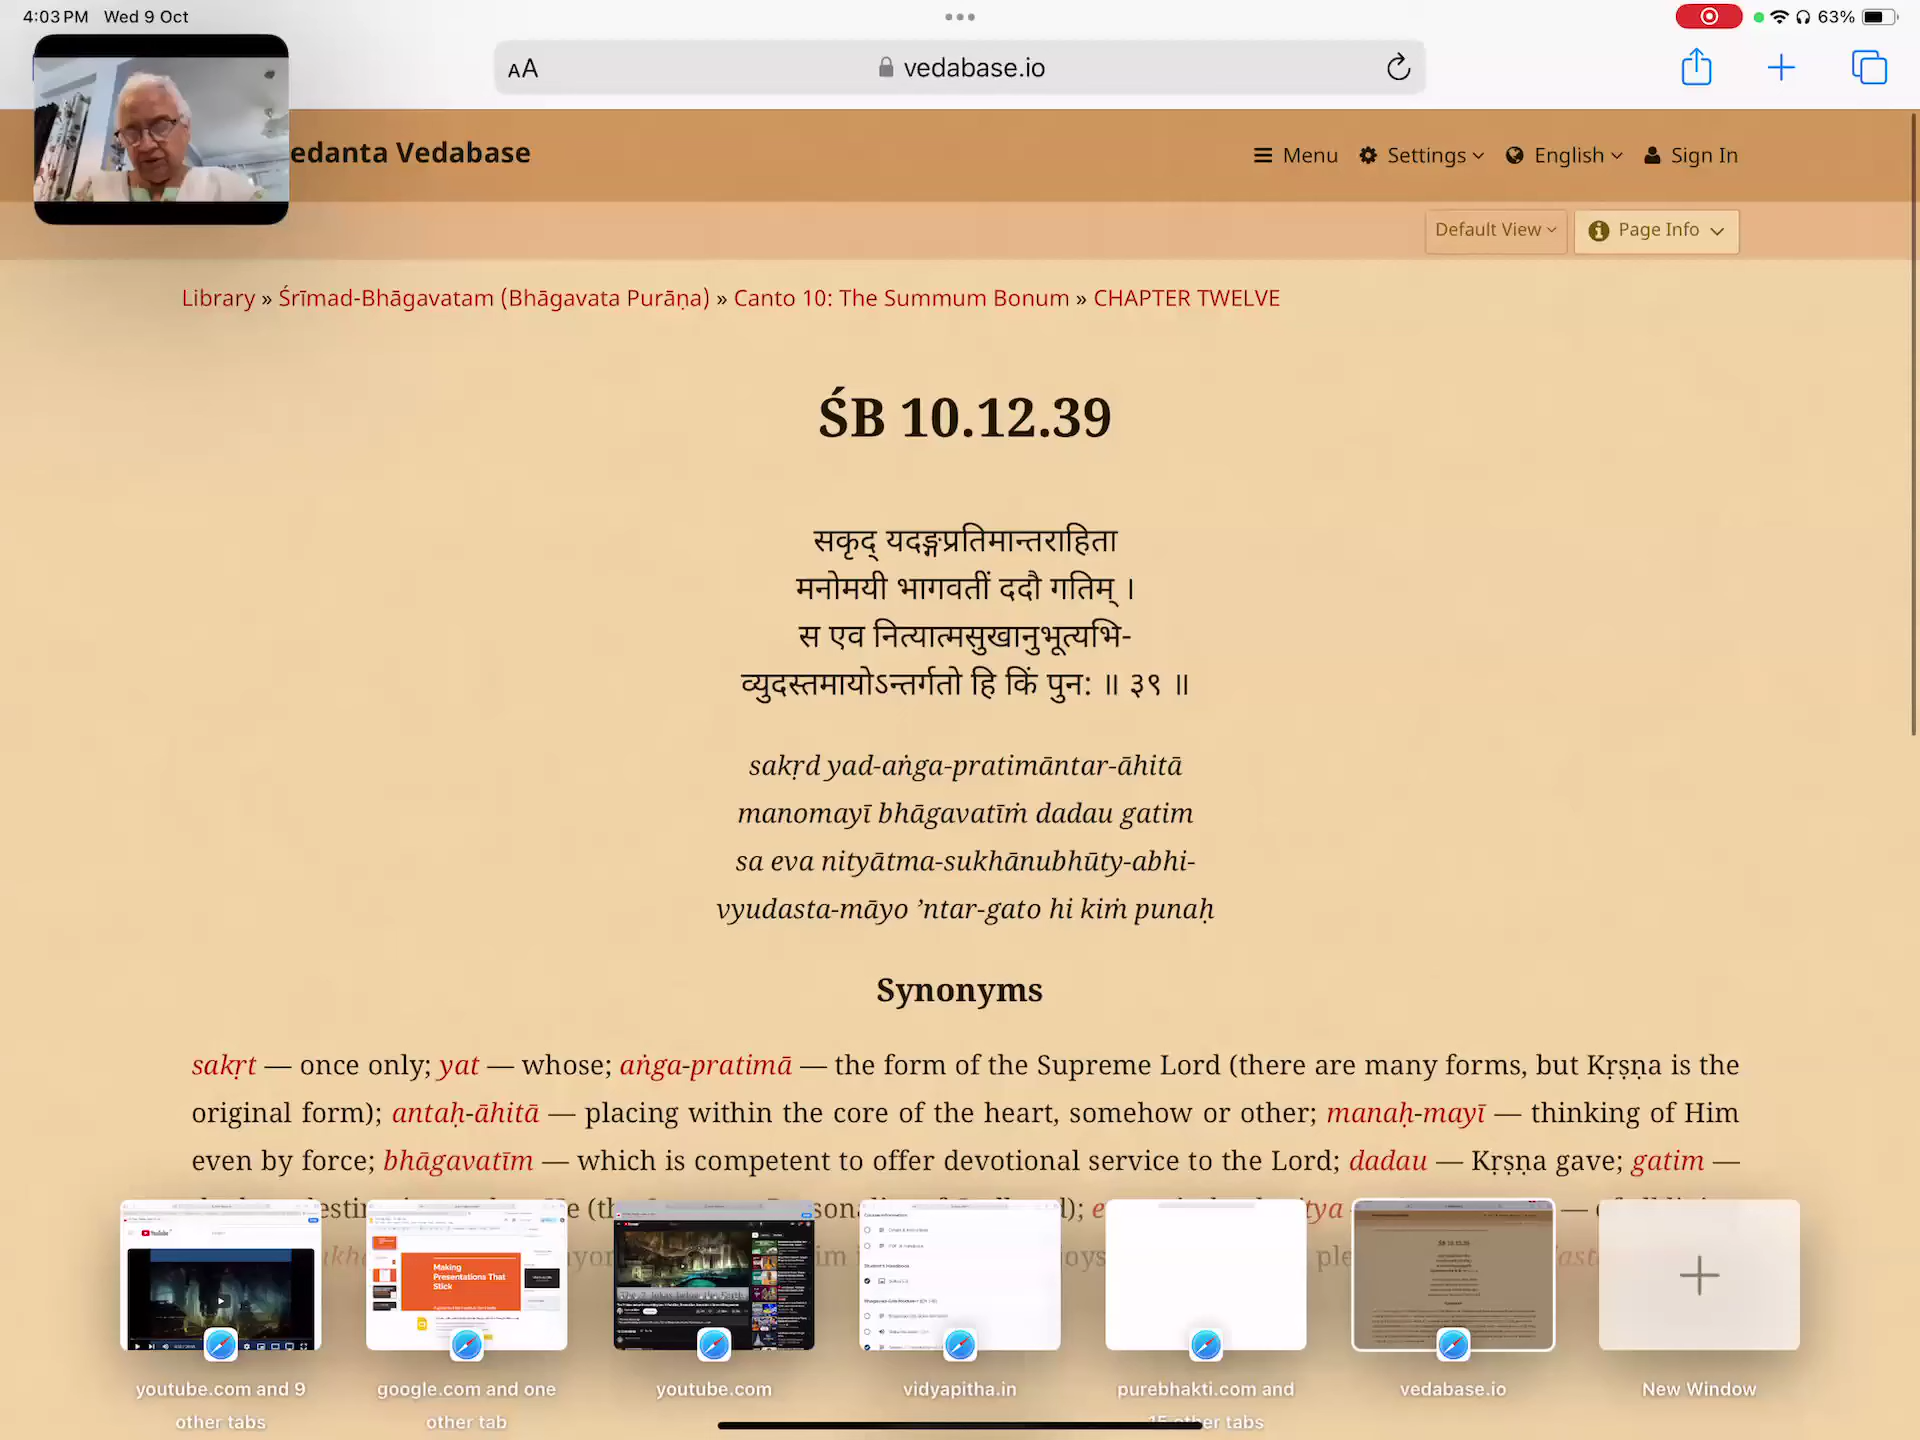 4:03 PM Wed 9 Oct
63%
AA
vedabase.io
edanta Vedabase
Menu
Settings
English
Sign In
Default View
Page Info
Library » Śrīmad-Bhāgavatam (Bhāgavata Purāṇa) » Canto 10: The Summum Bonum » CHAPTER TWELVE
ŚB 10.12.39
सकृद् यदङ्गप्रतिमान्तराहिता
मनोमयी भागवतीं ददौ गतिम् ।
स एव नित्यात्मसुखानुभूत्यभि-
व्युदस्तमायोऽन्तर्गतो हि किं पुन: ॥ ३९ ॥
sakṛd yad-aṅga-pratimāntar-āhitā
manomayī bhāgavatīṁ dadau gatim
sa eva nityātma-sukhānubhūty-abhi-
vyudasta-māyo ’ntar-gato hi kiṁ punaḥ
Synonyms
sakṛt — once only; yat — whose; aṅga-pratimā — the form of the Supreme Lord (there are many forms, but Kṛṣṇa is the
original form); antaḥ-āhitā — placing within the core of the heart, somehow or other; manaḥ-mayī — thinking of Him
even by force; bhāgavatīm — which is competent to offer devotional service to the Lord; dadau — Kṛṣṇa gave; gatim —
Making
Presentations That
Stick
youtube.com and 9
other tabs
google.com and one
other tab
youtube.com
vidyapitha.in
purebhakti.com and
15 other tabs
vedabase.io
New Window